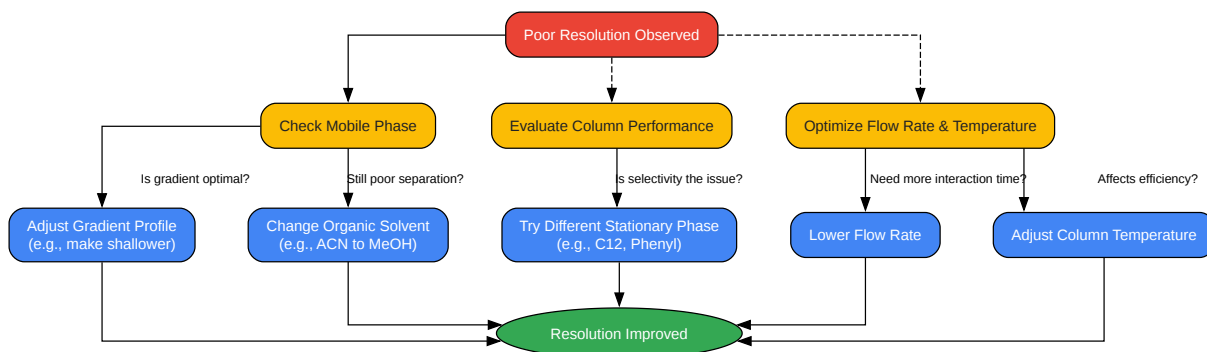 Poor Resolution Observed
Check Mobile Phase
Evaluate Column Performance
Optimize Flow Rate & Temperature
Is gradient optimal?
Still poor separation?
Is selectivity the issue?
Need more interaction time?
Affects efficiency?
Adjust Gradient Profile
(e.g., make shallower)
Change Organic Solvent
(e.g., ACN to MeOH)
Try Different Stationary Phase
(e.g., C12, Phenyl)
Lower Flow Rate
Adjust Column Temperature
Resolution Improved